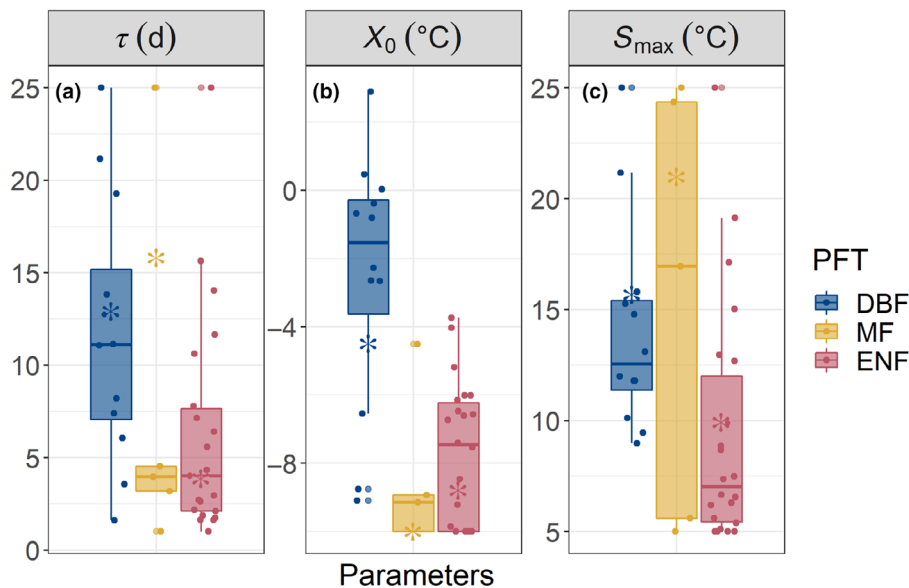 τ (d)
X₀ (°C)
Sₘₐₓ (°C)
(a)
25
20
15
10
5
0
(b)
0
−4
−8
(c)
25
20
15
10
5
Parameters
PFT
DBF
MF
ENF